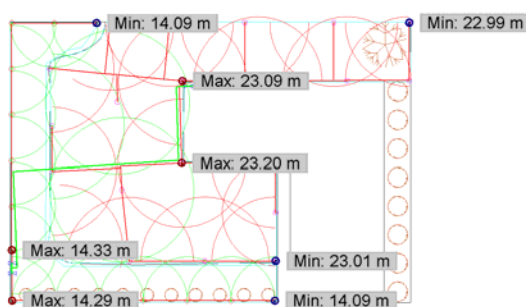 Min: 14.09 m
Min: 22.99 m
Max: 23.09 m
Max: 23.20 m
Max: 14.33 m
Min: 23.01 m
Max: 14.29 m
Min: 14.09 m